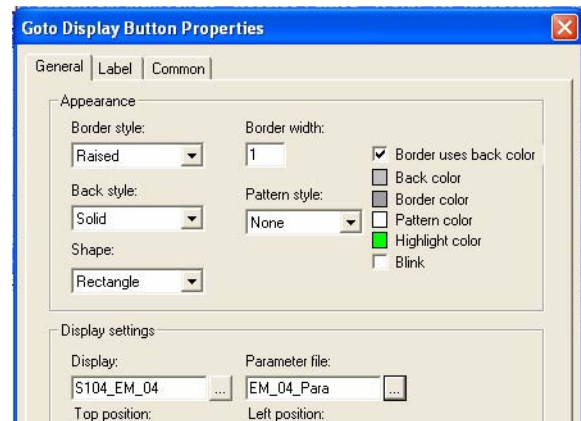 Goto Display Button Properties
General Label Common
Appearance
Border style: Border width:
Raised 1 Border uses back color
Back color
Back style: Pattern style: Border color
Solid None Pattern color
Highlight color
Shape: Blink
Rectangle
Display settings
Display: Parameter file:
S104_EM_04 ... EM_04_Para ...
Top position: Left position: